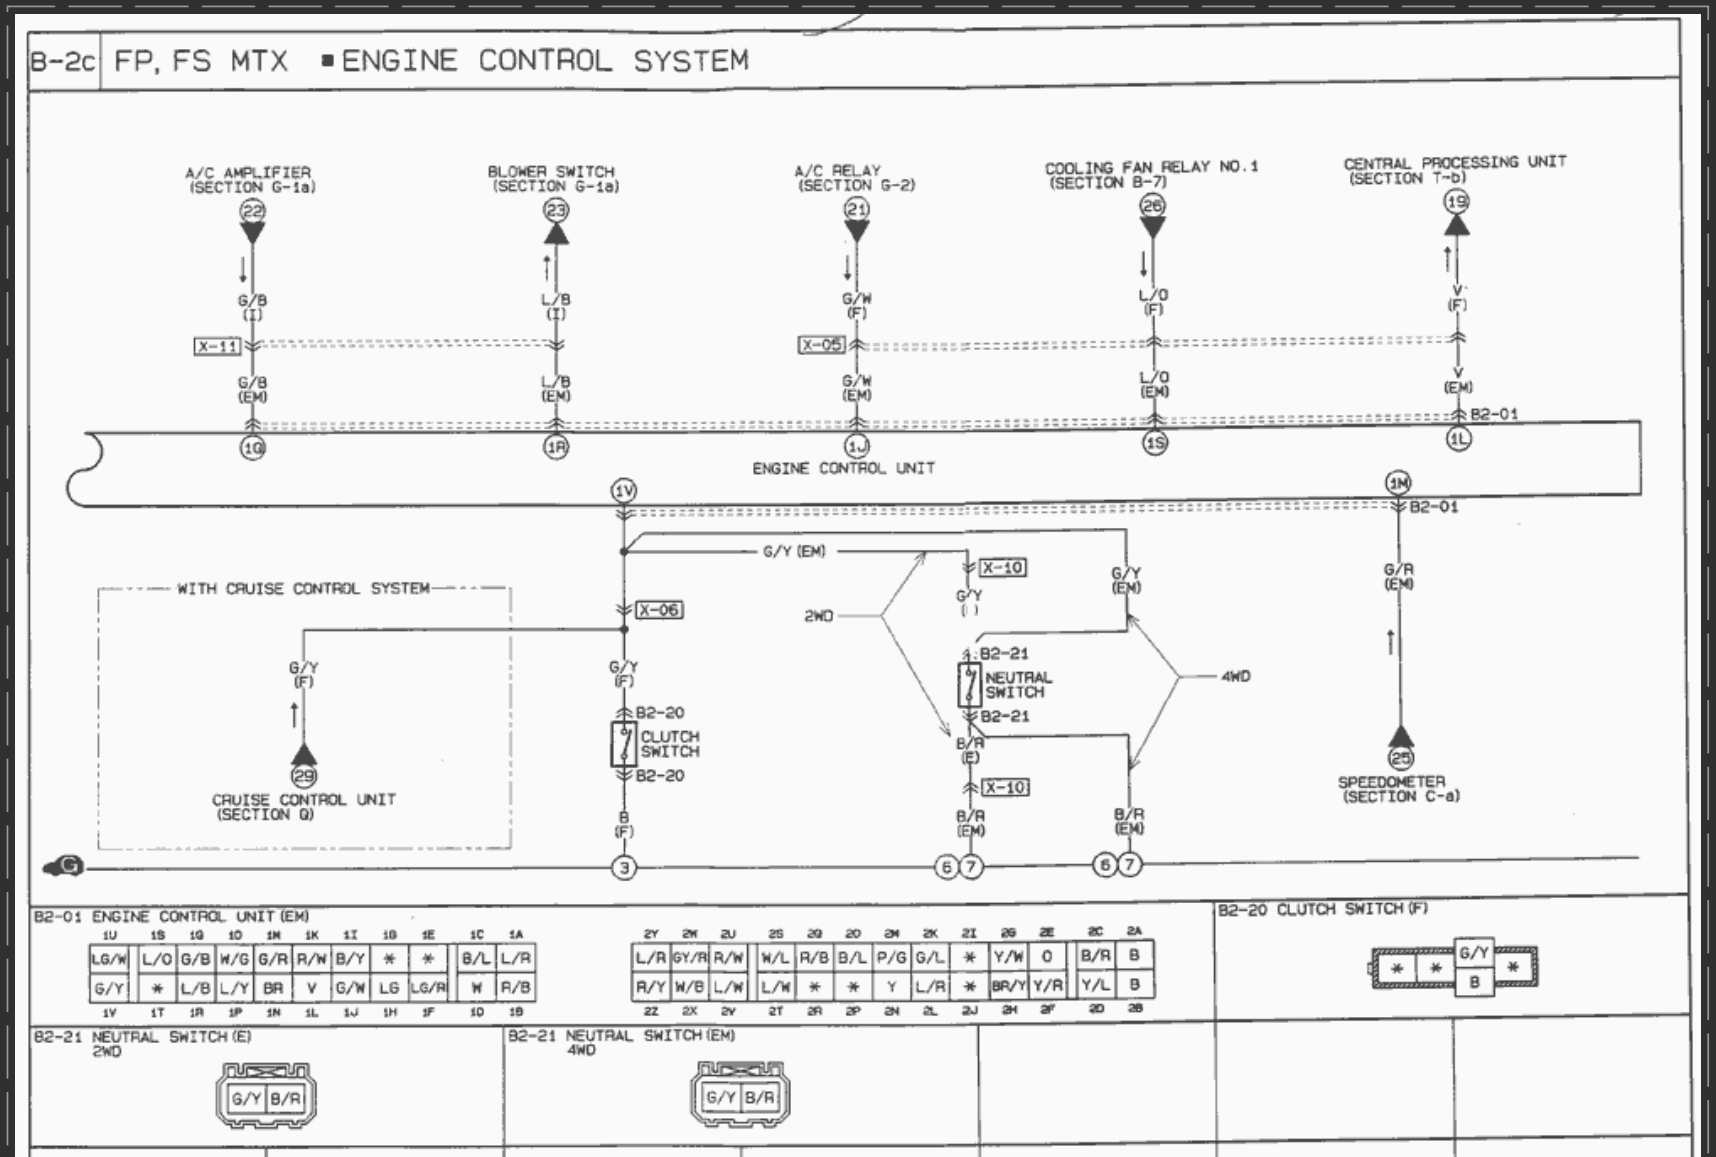 B-2c FP, FS MTX ■ ENGINE CONTROL SYSTEM
A/C AMPLIFIER
(SECTION G-1a)
BLOWER SWITCH
(SECTION G-1a)
A/C RELAY
(SECTION G-2)
COOLING FAN RELAY NO.1
(SECTION B-7)
CENTRAL PROCESSING UNIT
(SECTION T-b)
22 23 21 26 19
G/B L/B G/W L/O V
(I) (I) (F) (F) (F)
X-11 X-05
G/B L/B G/W L/O V
(EM) (EM) (EM) (EM) (EM)
B2-01
1Q 1R 1J 1S 1L
ENGINE CONTROL UNIT
1V 1M
B2-01
G/Y (EM)
X-10
G/Y
(EM)
G/R
(EM)
WITH CRUISE CONTROL SYSTEM
X-06
G/Y
2WD
G/Y
(F)
G/Y
(F)
B2-21
NEUTRAL
SWITCH
B2-21
4WD
B2-20
CLUTCH
SWITCH
B2-20
B/R
(E)
X-10
29
CRUISE CONTROL UNIT
(SECTION Q)
25
SPEEDOMETER
(SECTION C-a)
B
(F)
B/R
(EM)
B/R
(EM)
G 3 6 7 6 7
B2-01 ENGINE CONTROL UNIT (EM)
1U 1S 1Q 1O 1M 1K 1I 1G 1E 1C 1A
LG/W L/O G/B W/G G/R R/W B/Y * * B/L L/R
G/Y * L/B L/Y BR V G/W LG LG/R W R/B
1V 1T 1R 1P 1N 1L 1J 1H 1F 1D 1B
2Y 2W 2U 2S 2Q 2O 2M 2K 2I 2G 2E 2C 2A
L/R GY/R R/W W/L R/B B/L P/G G/L * Y/W O B/R B
R/Y W/B L/W L/W * * Y L/R * BR/Y Y/R Y/L B
2Z 2X 2V 2T 2R 2P 2N 2L 2J 2H 2F 2D 2B
B2-20 CLUTCH SWITCH (F)
* * G/Y *
B
B2-21 NEUTRAL SWITCH (E)
2WD
G/Y B/R
B2-21 NEUTRAL SWITCH (EM)
4WD
G/Y B/R